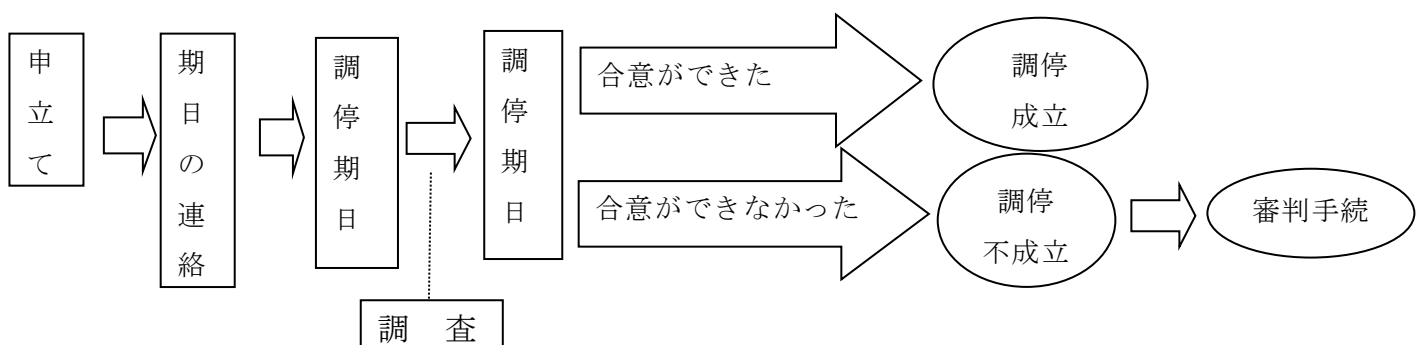 申立て
期日の連絡
調停期日
調停期日
調 査
合意ができた
調停
成立
合意ができなかった
調停
不成立
審判手続